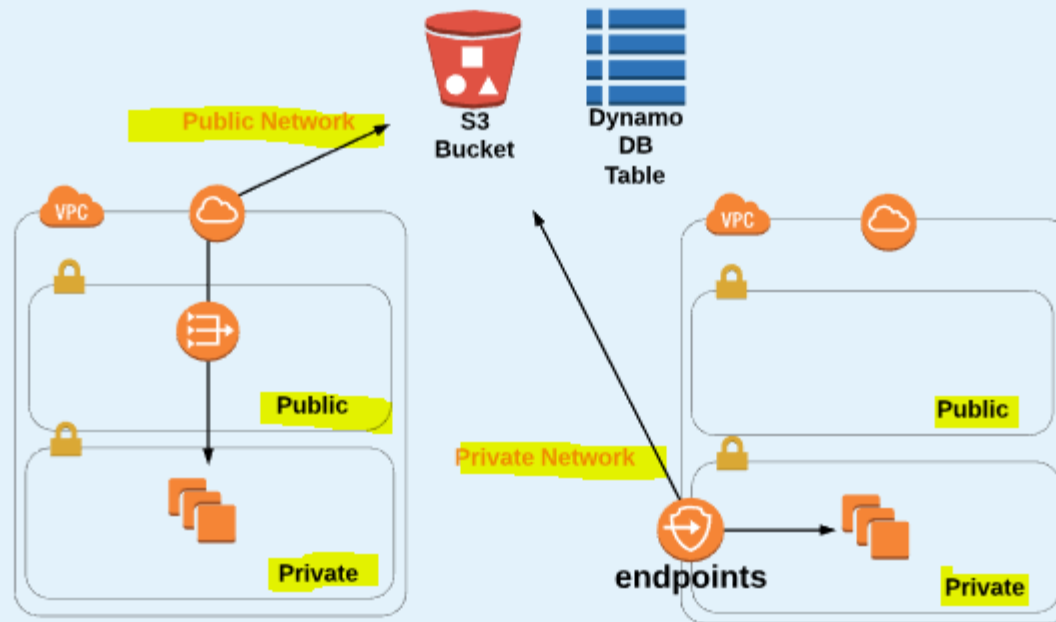 Public Network
S3
Bucket
Dynamo
DB
Table
VPC
VPC
Public
Public
Private Network
endpoints
Private
Private